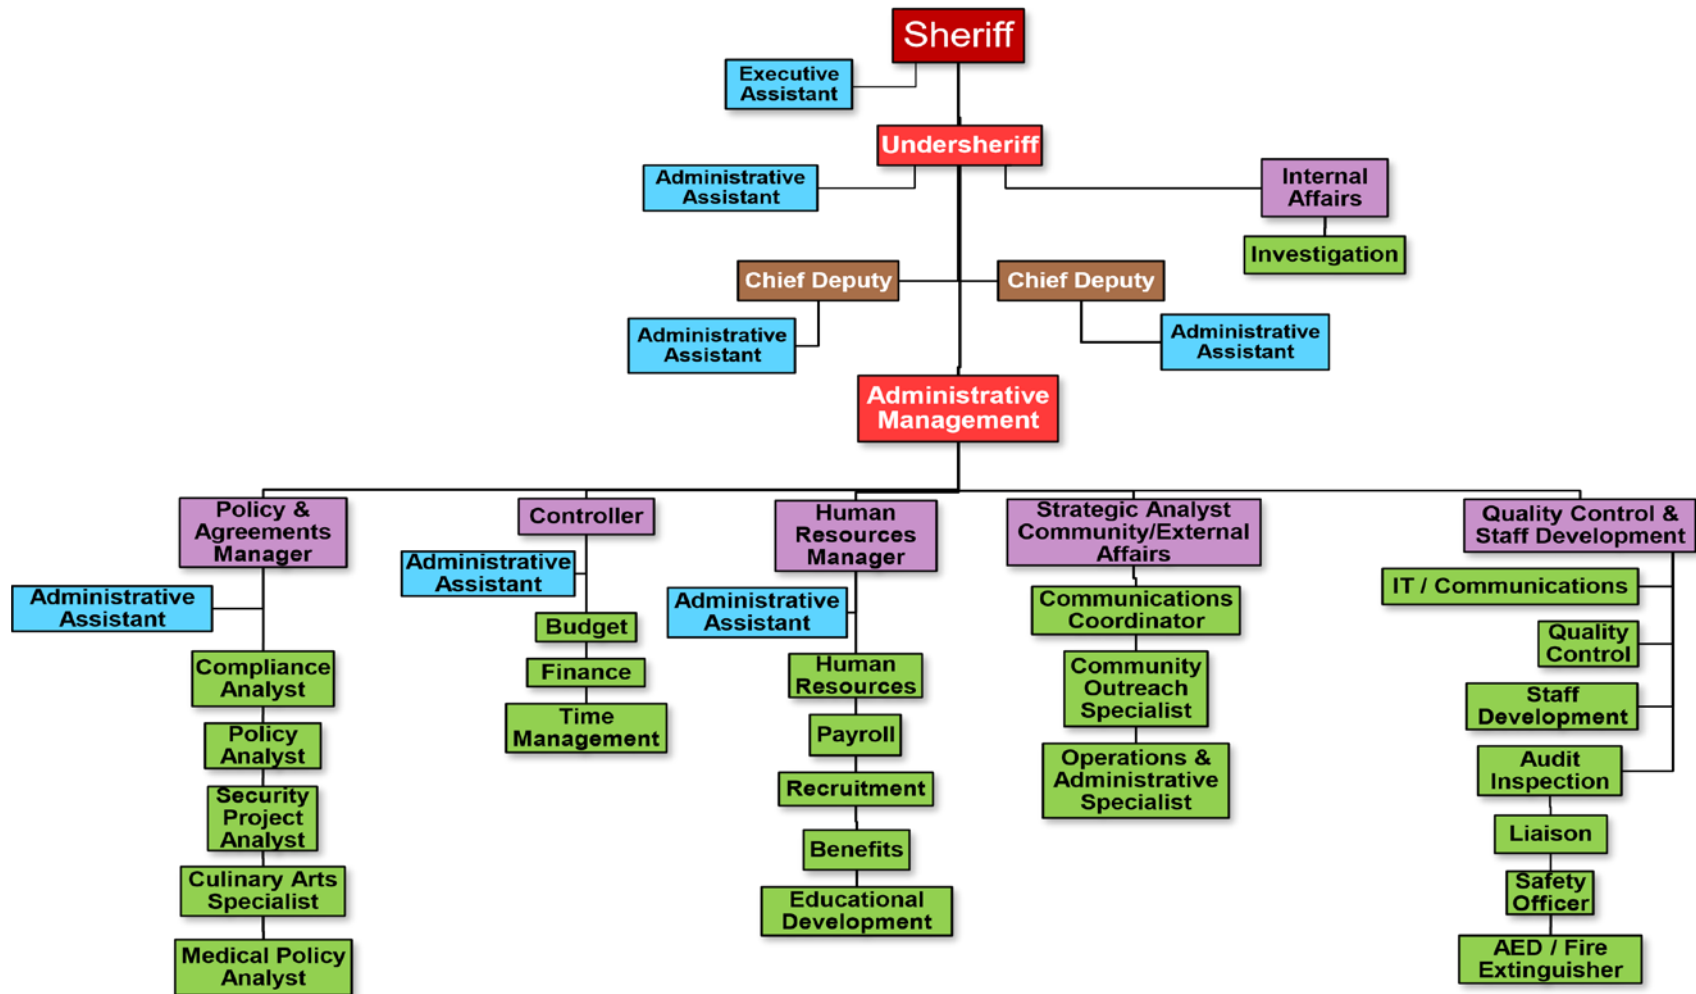 Sheriff
Executive
Assistant
Undersheriff
Administrative
Assistant
Internal
Affairs
Investigation
Chief Deputy
Chief Deputy
Administrative
Assistant
Administrative
Assistant
Administrative
Management
Policy &
Agreements
Manager
Administrative
Assistant
Compliance
Analyst
Policy
Analyst
Security
Project
Analyst
Culinary Arts
Specialist
Medical Policy
Analyst
Controller
Administrative
Assistant
Budget
Finance
Time
Management
Human
Resources
Manager
Administrative
Assistant
Human
Resources
Payroll
Recruitment
Benefits
Educational
Development
Strategic Analyst
Community/External
Affairs
Communications
Coordinator
Community
Outreach
Specialist
Operations &
Administrative
Specialist
Quality Control &
Staff Development
IT / Communications
Quality
Control
Staff
Development
Audit
Inspection
Liaison
Safety
Officer
AED / Fire
Extinguisher